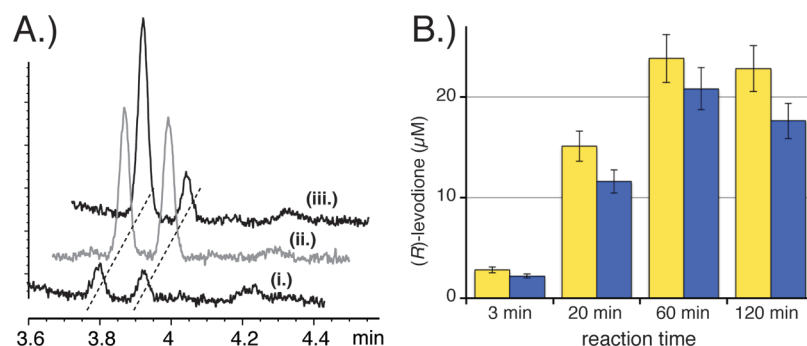 A.)
(iii.)
(ii.)
(i.)
3.6 3.8 4 4.2 4.4 min
B.)
(R)-levodione (µM)
20
10
0
3 min 20 min 60 min 120 min
reaction time